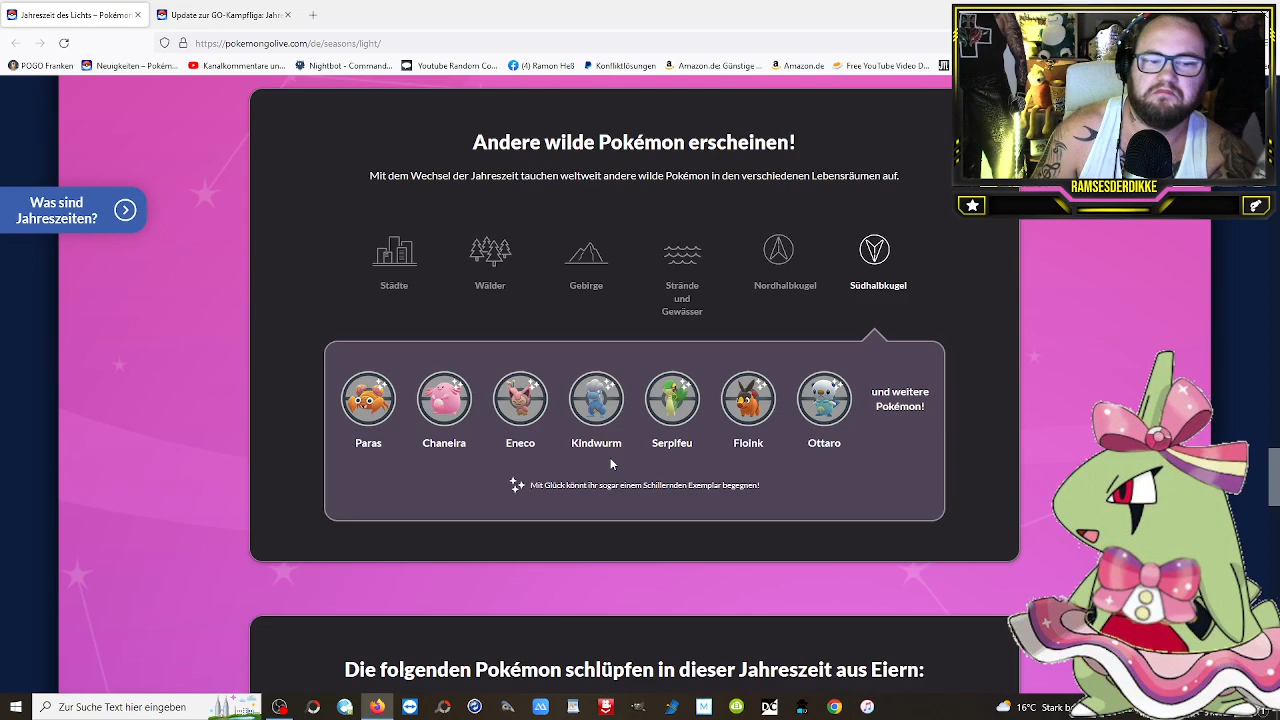 Jahreszeit des Lichts – Pokémon
Update zur GO-Kampfliga: Jahre
https://pokemongolive.com/de/seasons/light/
POGO Franken
Neuigkeiten – Pokém...
Kanalkommentare un...
Nightbot - Command...
Youtube Random Co...
(4) Ramon Heß
Konfliktlösungen
Amazon.de Günstige ...
Amazon.de
Free YouTube Video D...
RAMSESDERDIKKE
Was sind
Jahreszeiten?
Andere wilde Pokémon erscheinen!
Mit dem Wechsel der Jahreszeit tauchen weltweit andere wilde Pokémon in den verschiedenen Lebensräumen auf.
Städte
Wälder
Gebirge
Strände
und
Gewässer
Nordhalbkugel
Südhalbkugel
Paras
Chaneira
Eneco
Kindwurm
Serpifeu
Floink
Ottaro
und weitere
Pokémon!
Mit Glück könnt ihr sogar einem Schillernden Exemplar begegnen!
Die folgenden Pokémon schlüpfen in dieser Jahreszeit aus Eiern:
Zur Suche Text hier eingeben
16°C